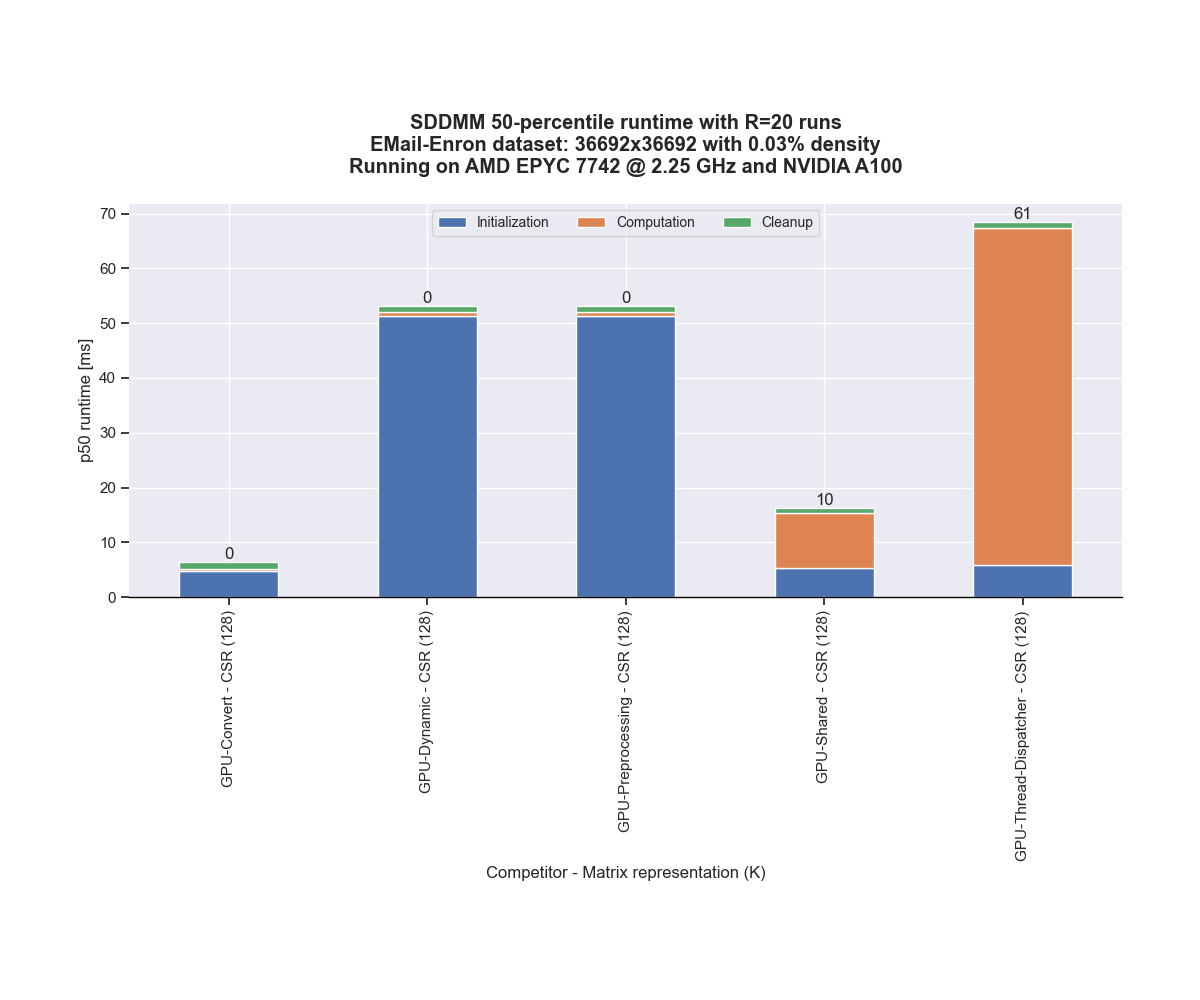 SDDMM 50-percentile runtime with R=20 runs
EMail-Enron dataset: 36692x36692 with 0.03% density
Running on AMD EPYC 7742 @ 2.25 GHz and NVIDIA A100
Initialization
Computation
Cleanup
p50 runtime [ms]
70
60
50
40
30
20
10
0
0
0
0
10
61
GPU-Convert - CSR (128)
GPU-Dynamic - CSR (128)
GPU-Preprocessing - CSR (128)
GPU-Shared - CSR (128)
GPU-Thread-Dispatcher - CSR (128)
Competitor - Matrix representation (K)